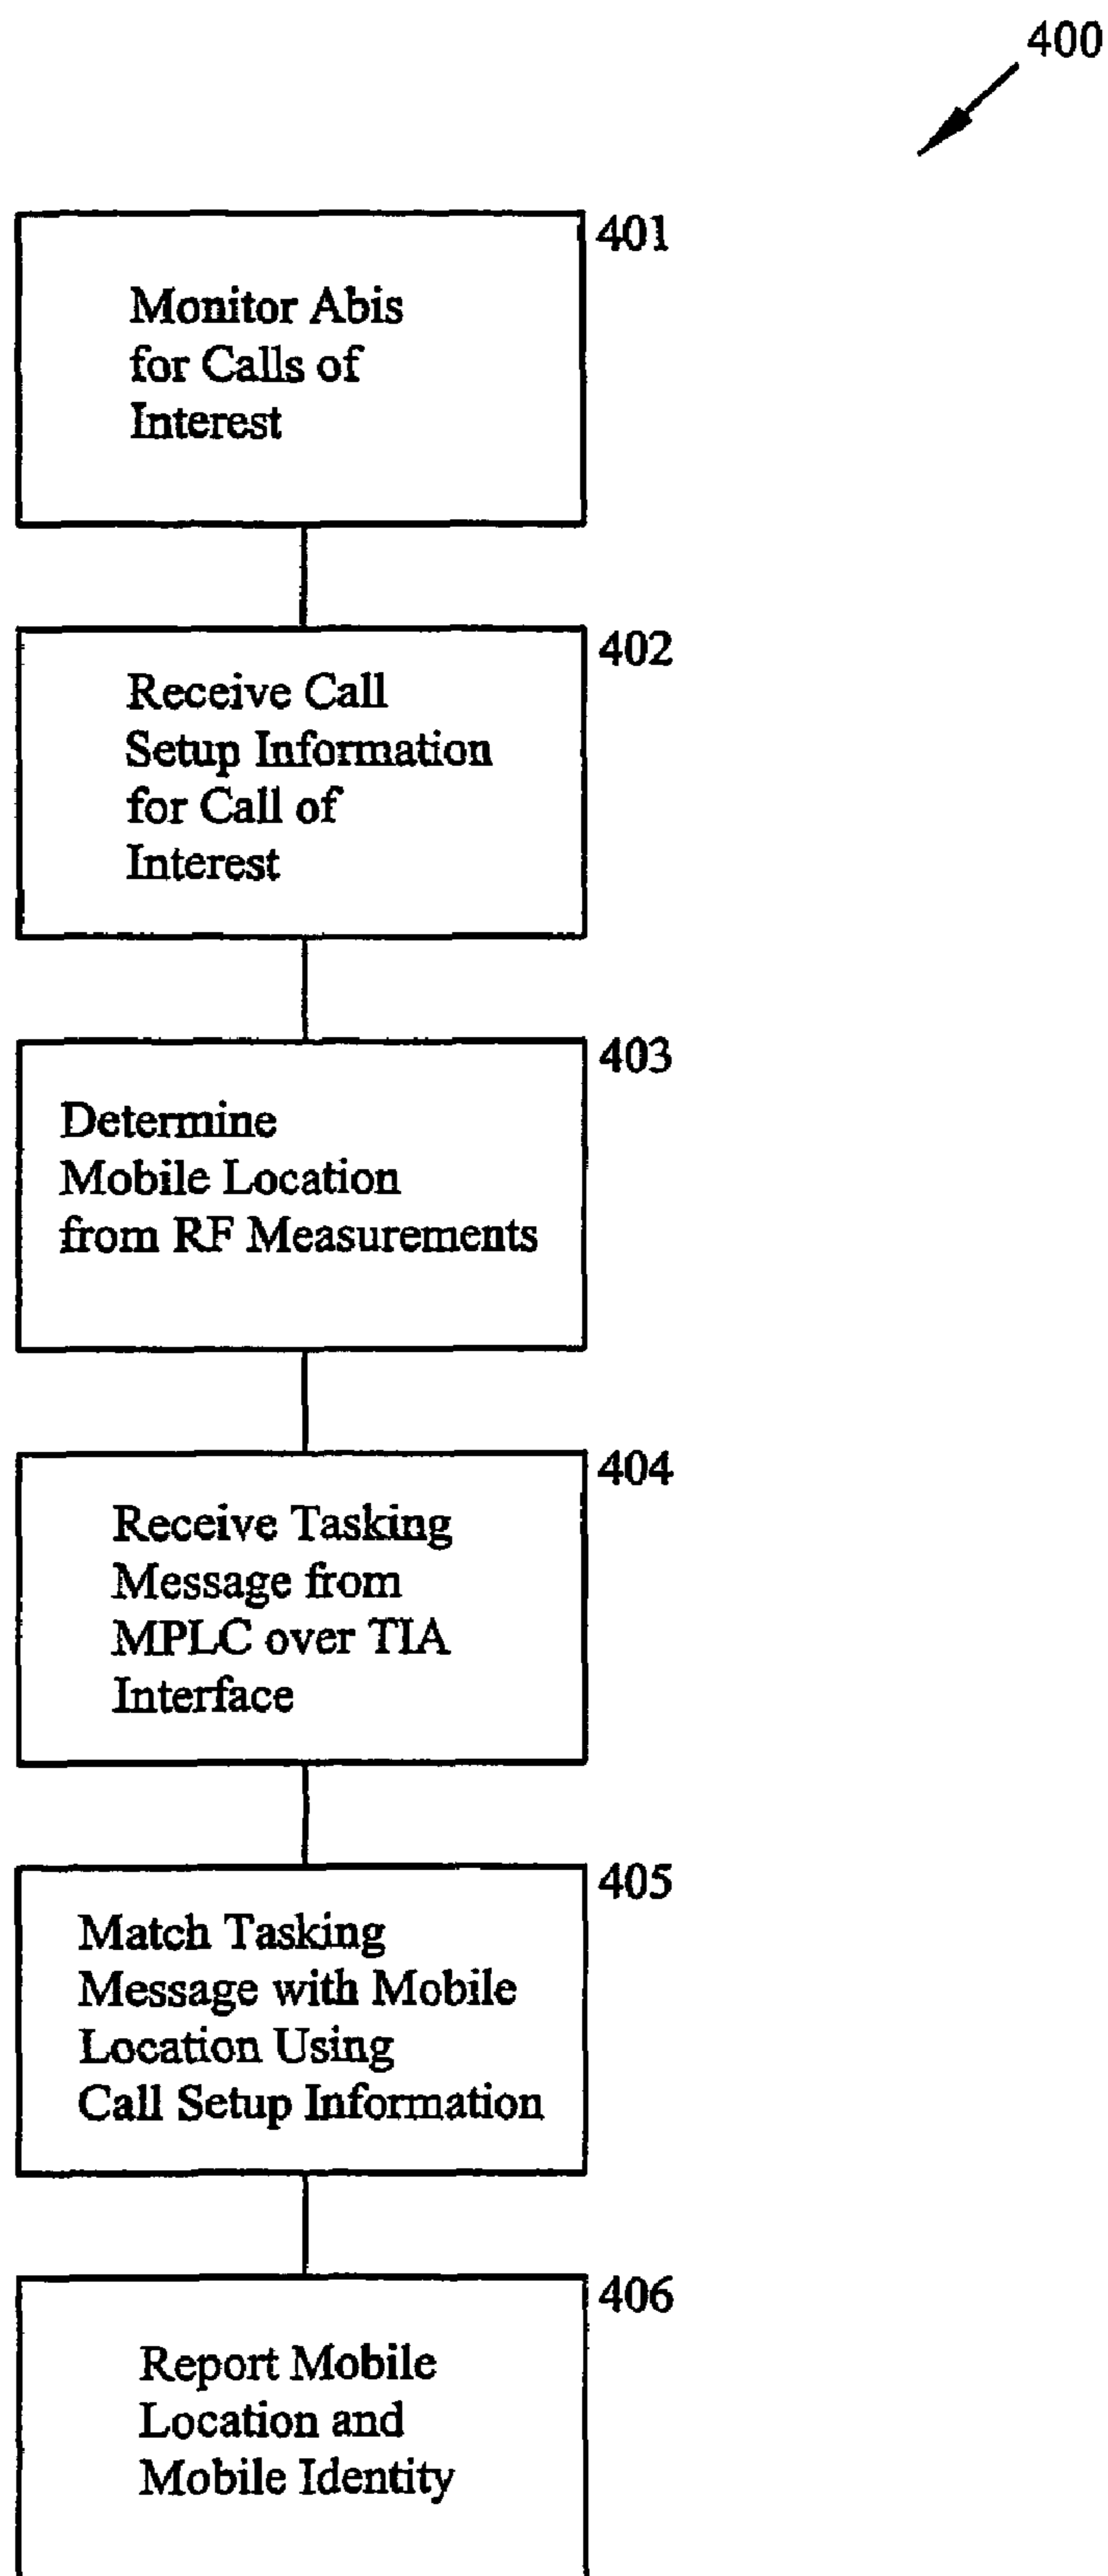 400
401
Monitor Abis
for Calls of
Interest
402
Receive Call
Setup Information
for Call of
Interest
403
Determine
Mobile Location
from RF Measurements
404
Receive Tasking
Message from
MPLC over TIA
Interface
405
Match Tasking
Message with Mobile
Location Using
Call Setup Information
406
Report Mobile
Location and
Mobile Identity